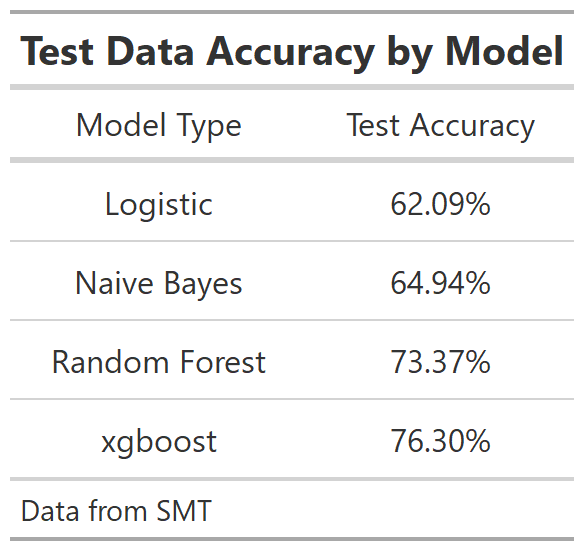 Test Data Accuracy by Model
Model Type Test Accuracy
Logistic 62.09%
Naive Bayes 64.94%
Random Forest 73.37%
xgboost 76.30%
Data from SMT